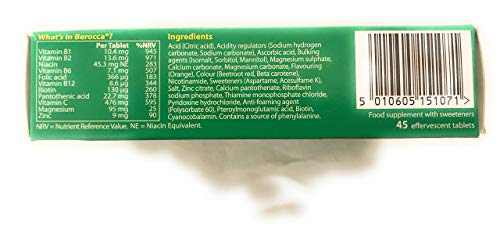 What's in Berocca®?
Per Tablet %NRV
Vitamin B1 10.4 mg 945
Vitamin B2 13.6 mg 971
Niacin 45.3 mg NE 283
Vitamin B6 7.1 mg 507
Folic acid 366 µg 183
Vitamin B12 8.6 µg 344
Biotin 130 µg 260
Pantothenic acid 22.7 mg 378
Vitamin C 476 mg 595
Magnesium 95 mg 25
Zinc 9 mg 90
NRV = Nutrient Reference Value. NE = Niacin Equivalent.
Ingredients
Acid (Citric acid), Acidity regulators (Sodium hydrogen
carbonate, Sodium carbonate), Ascorbic acid, Bulking
agents (Isomalt, Sorbitol, Mannitol), Magnesium sulphate,
Calcium carbonate, Magnesium carbonate, Flavouring
(Orange), Colour (Beetroot red, Beta carotene),
Nicotinamide, Sweeteners (Aspartame, Acesulfame K),
Salt, Zinc citrate, Calcium pantothenate, Riboflavin
sodium phosphate, Thiamine monophosphate chloride,
Pyridoxine hydrochloride, Anti-foaming agent
(Polysorbate 60), Pteroylmonoglutamic acid, Biotin,
Cyanocobalamin. Contains a source of phenylalanine.
5 010605 151071 >
Food supplement with sweeteners
45 effervescent tablets